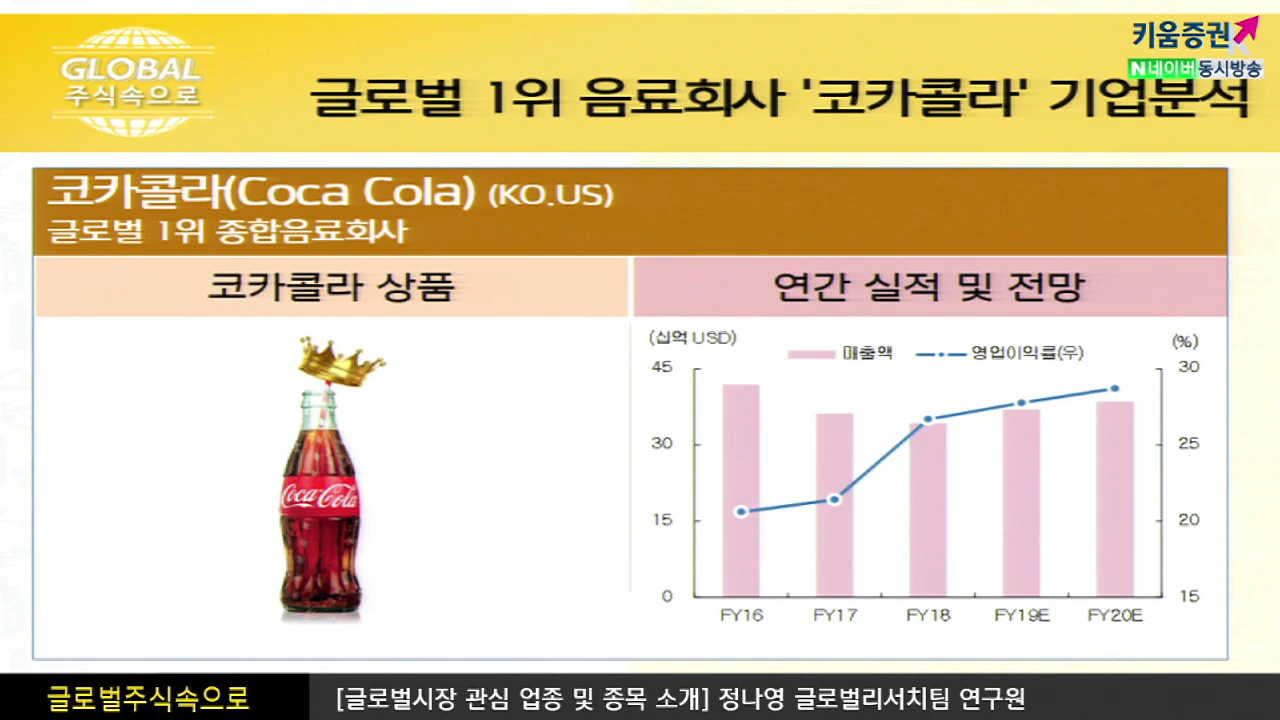 GLOBAL
주식속으로
키움증권
N 네이버 동시방송
글로벌 1위 음료회사 '코카콜라' 기업분석
코카콜라(Coca Cola) (KO.US)
글로벌 1위 종합음료회사
코카콜라 상품
연간 실적 및 전망
Coca-Cola
(십억 USD)
매출액
영업이익률(우)
(%)
45
30
30
25
15
20
0
15
FY16
FY17
FY18
FY19E
FY20E
글로벌주식속으로
[글로벌시장 관심 업종 및 종목 소개] 정나영 글로벌리서치팀 연구원